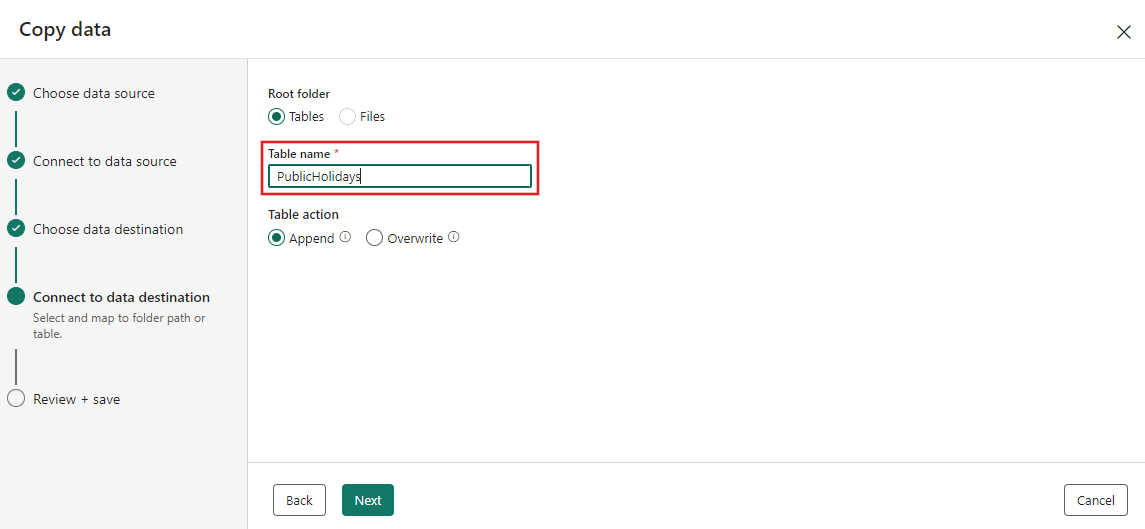 Copy data
Choose data source
Connect to data source
Choose data destination
Connect to data destination
Select and map to folder path or
table.
Review + save
Root folder
Tables Files
Table name *
PublicHolidays
Table action
Append Overwrite
Back Next Cancel